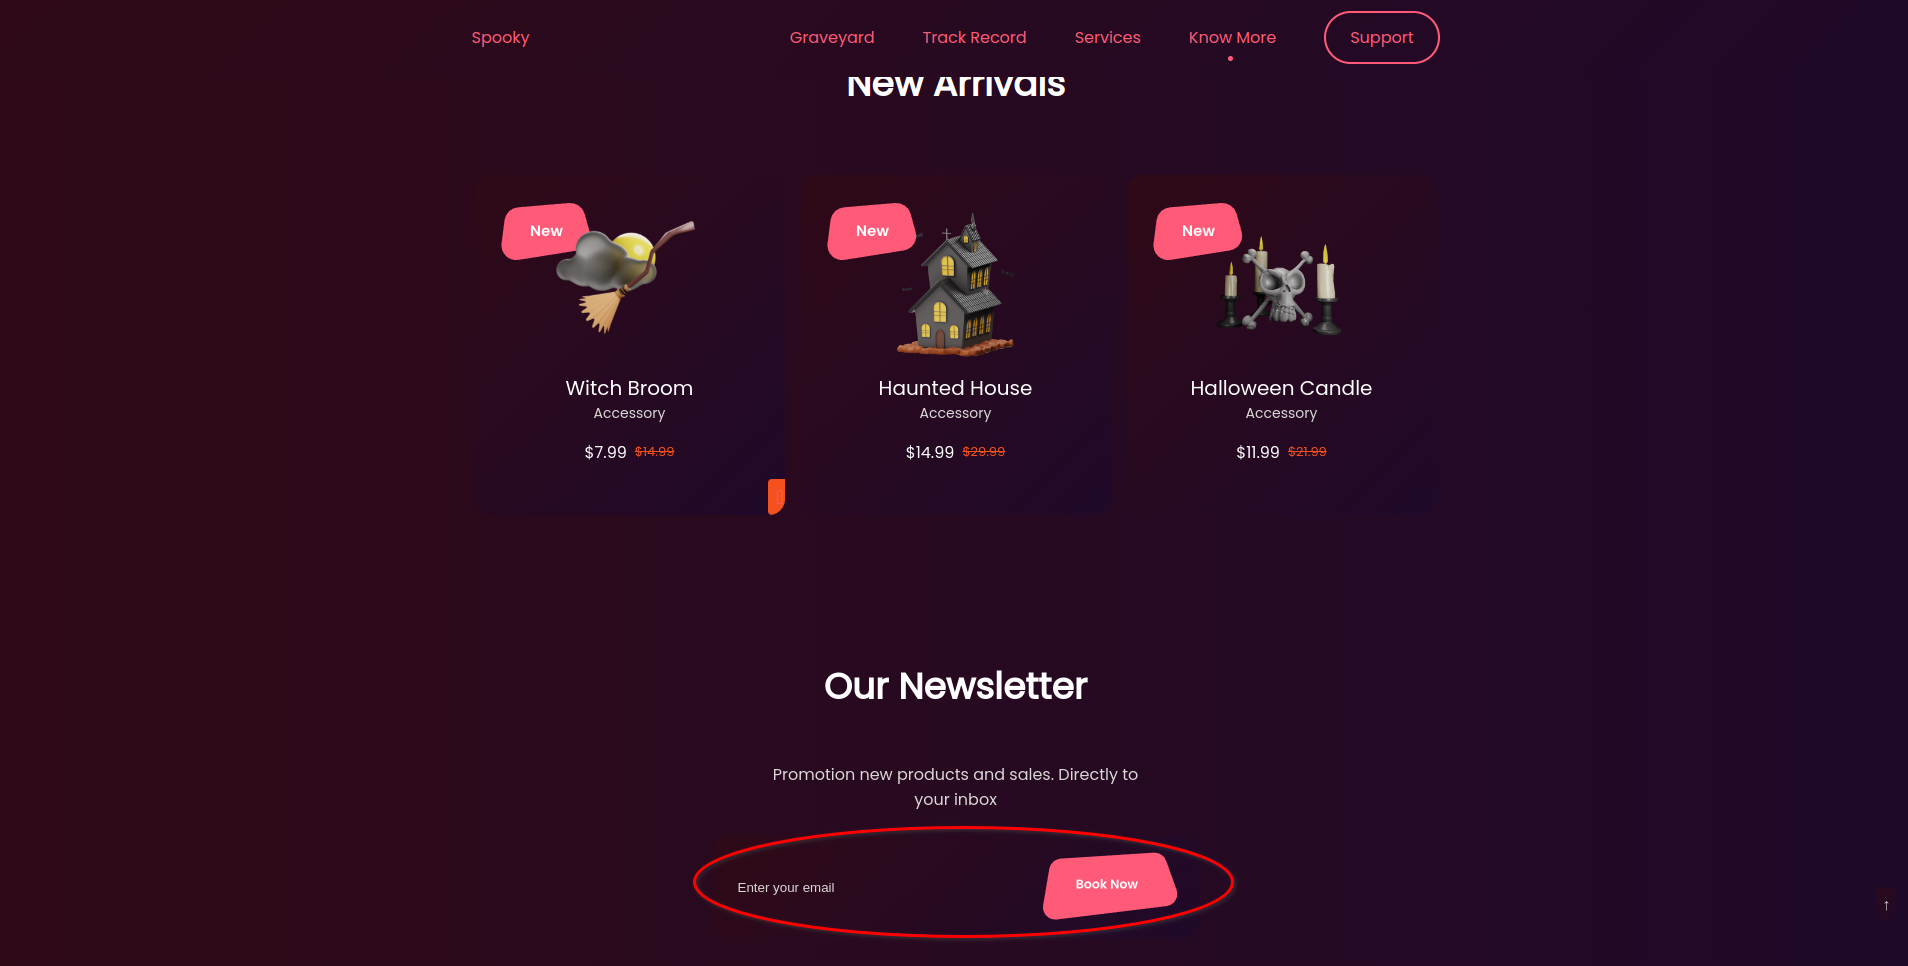 Spooky
Graveyard
Track Record
Services
Know More
Support
New Arrivals
New
New
New
Witch Broom
Haunted House
Halloween Candle
Accessory
Accessory
Accessory
$7.99 $14.99
$14.99 $29.99
$11.99 $21.99
Our Newsletter
Promotion new products and sales. Directly to
your inbox
Enter your email
Book Now
↑